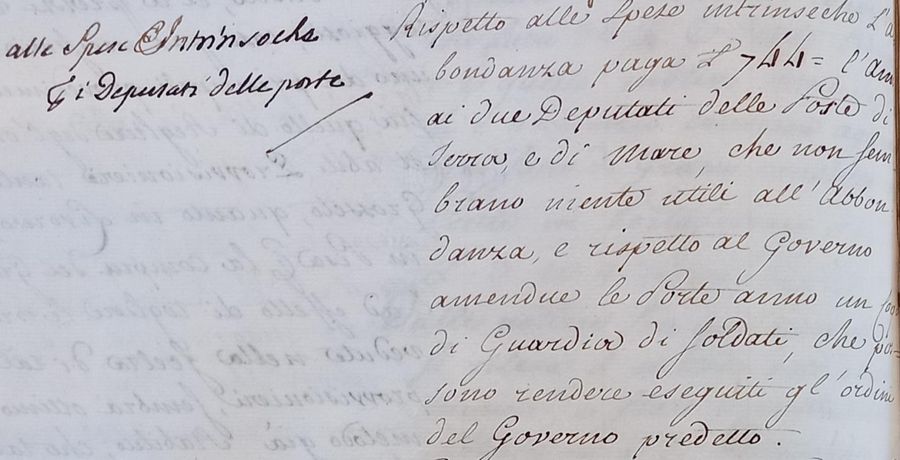 alle Spese Intrinseche
i Deputati delle porte
Rispetto alle Spese intrinseche l'a
bondanza paga £ 744 = l'an
ai due Deputati delle Porte di
Terra, e di Mare, che non sem
brano niente utili all'Abbon
danza, e rispetto al Governo
amendue le Porte anno un
di Guardia di Soldati, che pos=
sono rendere eseguiti gl'ordini
del Governo predetto.